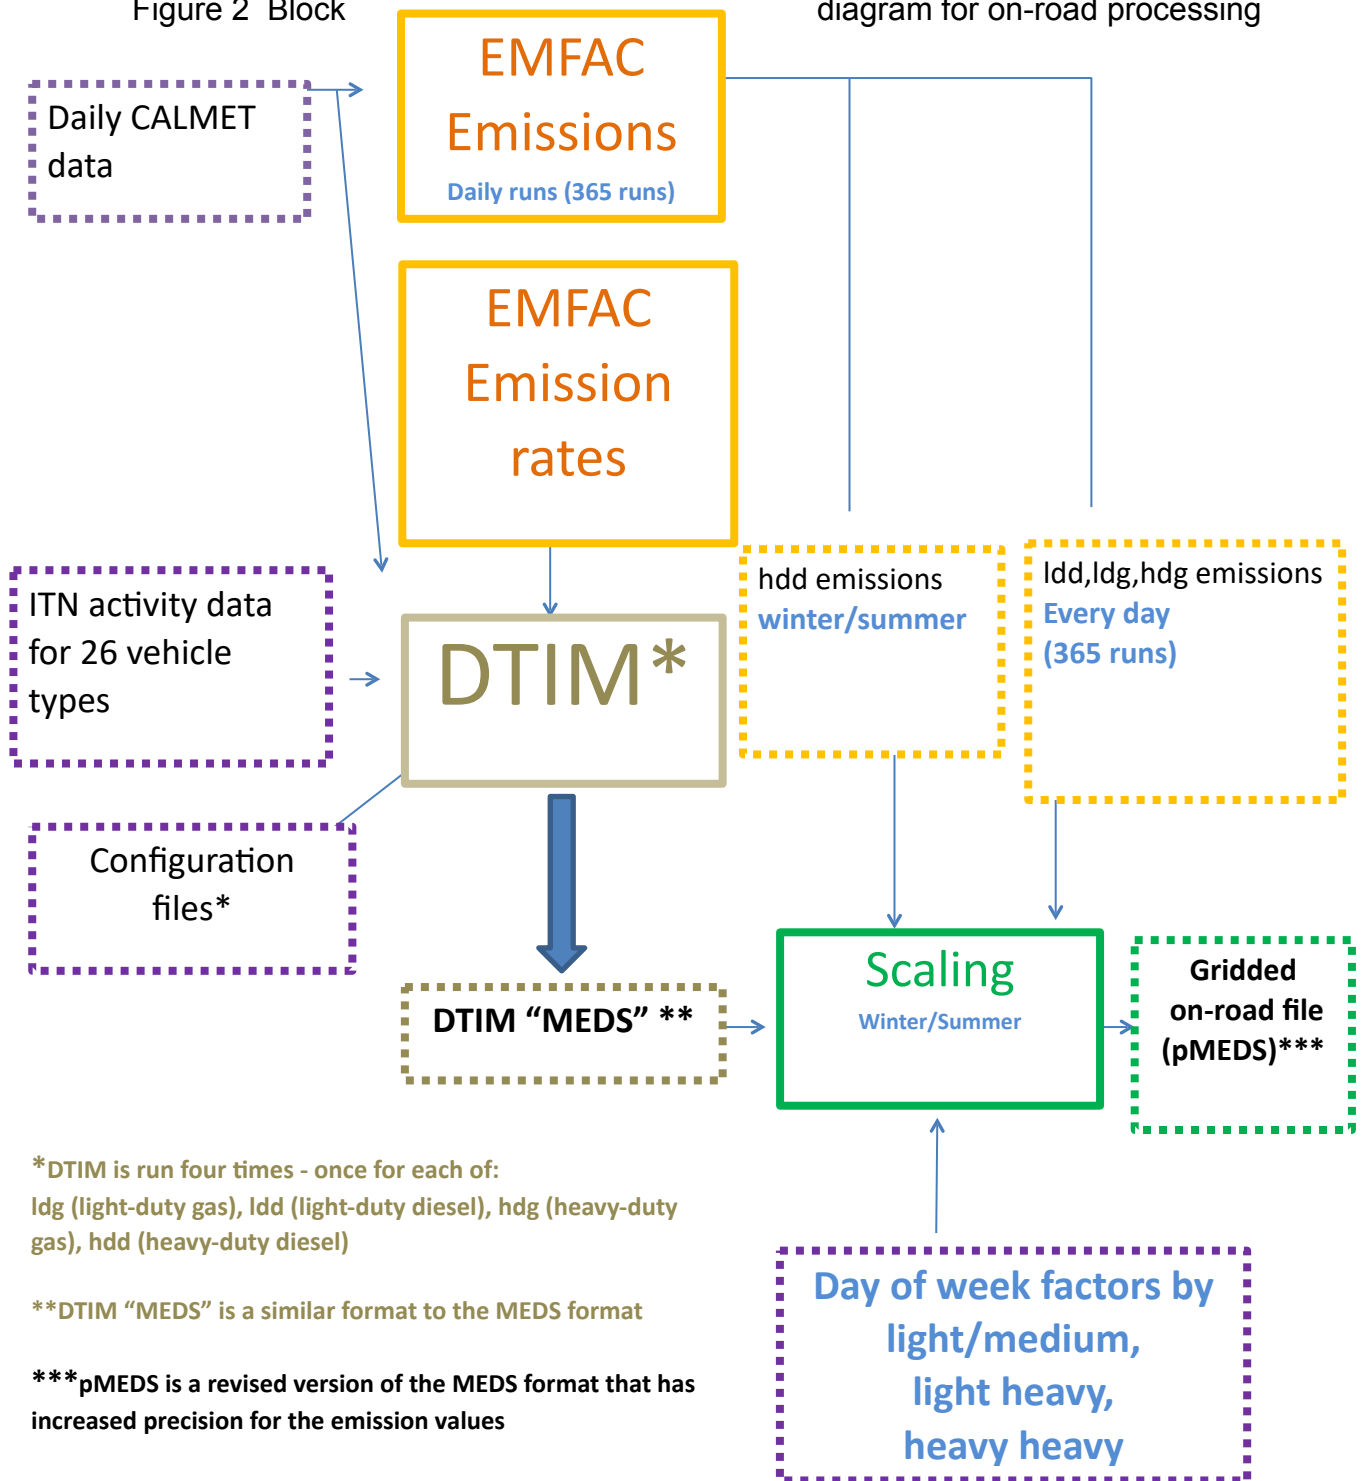 Figure 2  Block diagram for on-road processing
EMFAC
Emissions
Daily runs (365 runs)
Daily CALMET
data
EMFAC
Emission
rates
ITN activity data
for 26 vehicle
types
DTIM*
hdd emissions
winter/summer
ldd,ldg,hdg emissions
Every day
(365 runs)
Configuration
files*
DTIM “MEDS” **
Scaling
Winter/Summer
Gridded
on-road file
(pMEDS)***
*DTIM is run four times - once for each of:
ldg (light-duty gas), ldd (light-duty diesel), hdg (heavy-duty
gas), hdd (heavy-duty diesel)
**DTIM “MEDS” is a similar format to the MEDS format
***pMEDS is a revised version of the MEDS format that has
increased precision for the emission values
Day of week factors by
light/medium,
light heavy,
heavy heavy